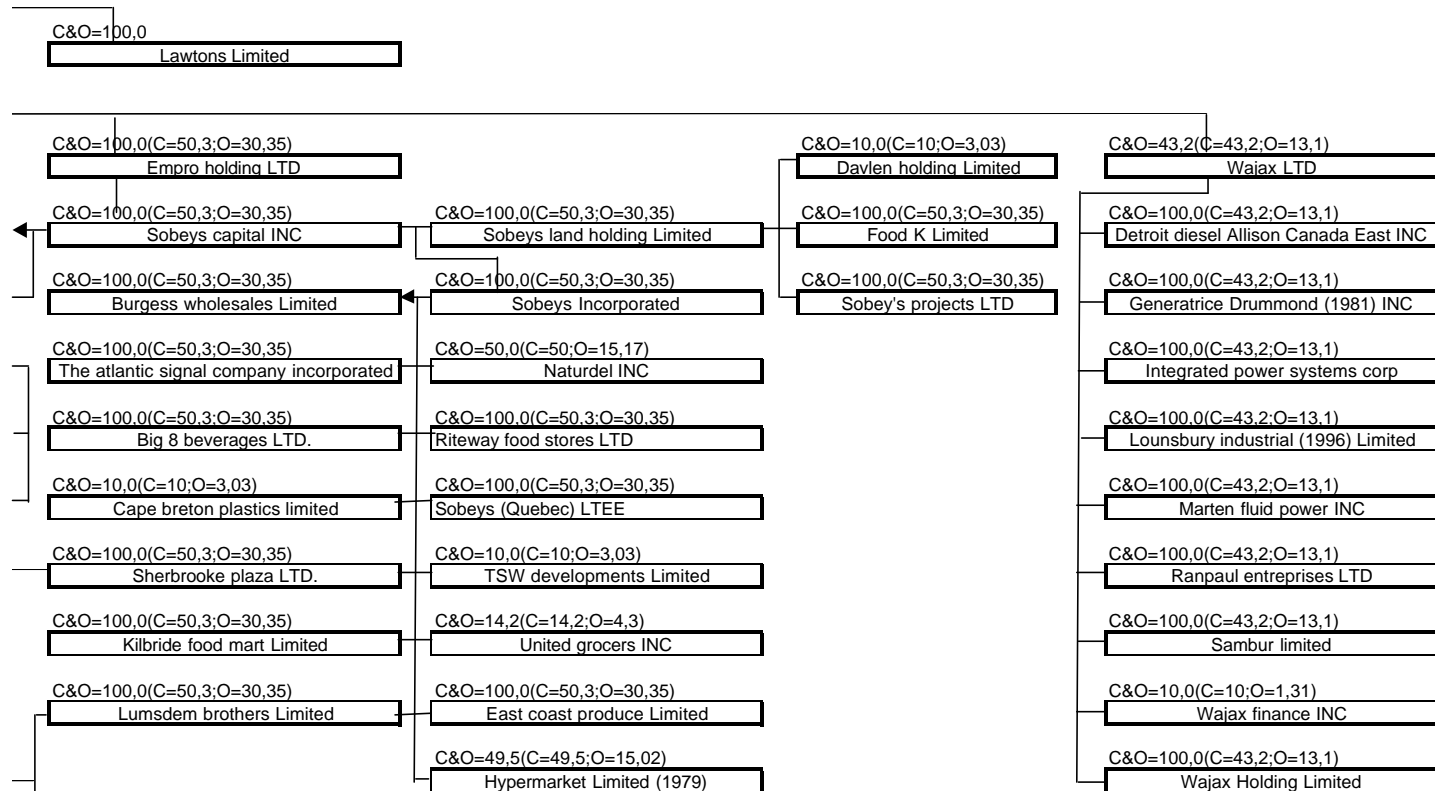 C&O=100,0
Lawtons Limited
C&O=100,0(C=50,3;O=30,35)
Empro holding LTD
C&O=10,0(C=10;O=3,03)
Davlen holding Limited
C&O=43,2(C=43,2;O=13,1)
Wajax LTD
C&O=100,0(C=50,3;O=30,35)
Sobeys capital INC
C&O=100,0(C=50,3;O=30,35)
Sobeys land holding Limited
C&O=100,0(C=50,3;O=30,35)
Food K Limited
C&O=100,0(C=43,2;O=13,1)
Detroit diesel Allison Canada East INC
C&O=100,0(C=50,3;O=30,35)
Burgess wholesales Limited
C&O=100,0(C=50,3;O=30,35)
Sobeys Incorporated
C&O=100,0(C=50,3;O=30,35)
Sobey's projects LTD
C&O=100,0(C=43,2;O=13,1)
Generatrice Drummond (1981) INC
C&O=100,0(C=50,3;O=30,35)
The atlantic signal company incorporated
C&O=50,0(C=50;O=15,17)
Naturdel INC
C&O=100,0(C=43,2;O=13,1)
Integrated power systems corp
C&O=100,0(C=50,3;O=30,35)
Big 8 beverages LTD.
C&O=100,0(C=50,3;O=30,35)
Riteway food stores LTD
C&O=100,0(C=43,2;O=13,1)
Lounsbury industrial (1996) Limited
C&O=10,0(C=10;O=3,03)
Cape breton plastics limited
C&O=100,0(C=50,3;O=30,35)
Sobeys (Quebec) LTEE
C&O=100,0(C=43,2;O=13,1)
Marten fluid power INC
C&O=100,0(C=50,3;O=30,35)
Sherbrooke plaza LTD.
C&O=10,0(C=10;O=3,03)
TSW developments Limited
C&O=100,0(C=43,2;O=13,1)
Ranpaul entreprises LTD
C&O=100,0(C=50,3;O=30,35)
Kilbride food mart Limited
C&O=14,2(C=14,2;O=4,3)
United grocers INC
C&O=100,0(C=43,2;O=13,1)
Sambur limited
C&O=100,0(C=50,3;O=30,35)
Lumsdem brothers Limited
C&O=100,0(C=50,3;O=30,35)
East coast produce Limited
C&O=10,0(C=10;O=1,31)
Wajax finance INC
C&O=49,5(C=49,5;O=15,02)
Hypermarket Limited (1979)
C&O=100,0(C=43,2;O=13,1)
Wajax Holding Limited